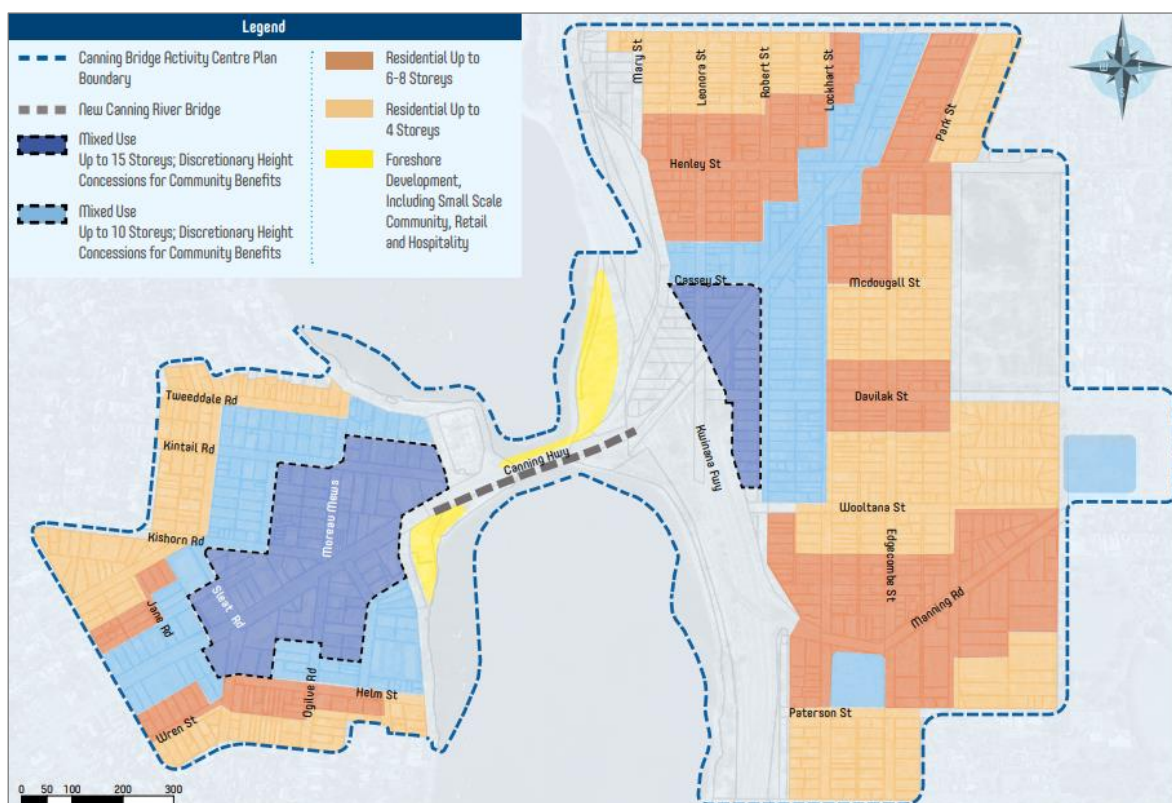 Legend
Canning Bridge Activity Centre Plan
Boundary
New Canning River Bridge
Mixed Use
Up to 15 Storeys; Discretionary Height
Concessions for Community Benefits
Mixed Use
Up to 10 Storeys; Discretionary Height
Concessions for Community Benefits
Residential Up to
6-8 Storeys
Residential Up to
4 Storeys
Foreshore
Development,
Including Small Scale
Community, Retail
and Hospitality
N
E
S
W
Mary St
Leonora St
Robert St
Lockhart St
Park St
Henley St
Cassey St
Mcdougall St
Davilak St
Kwinana Fwy
Canning Hwy
Wooltana St
Edgecombe St
Manning Rd
Paterson St
Tweeddale Rd
Kintail Rd
Moreau Mews
Kishorn Rd
Sleat Rd
Jane Rd
Ogilve Rd
Helm St
Wren St
0 50 100 200 300